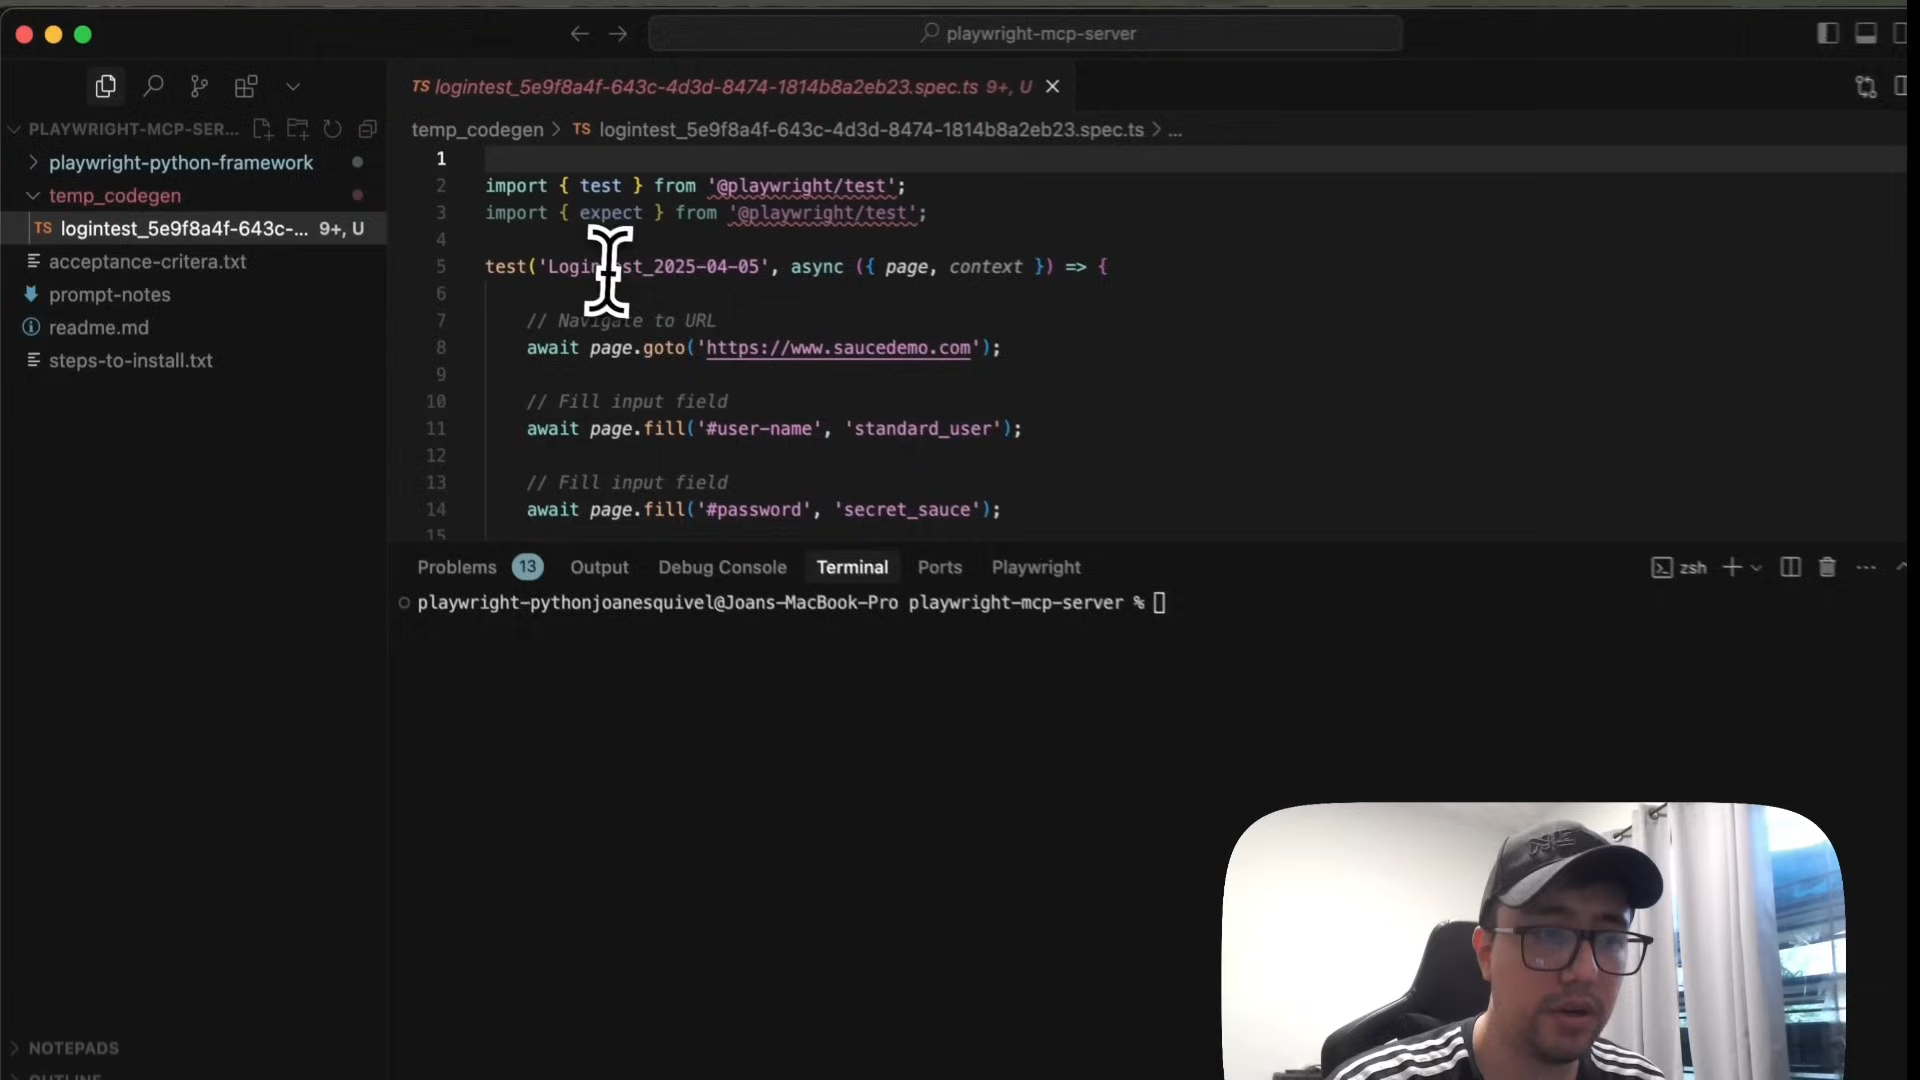 playwright-mcp-server
TS logintest_5e9f8a4f-643c-4d3d-8474-1814b8a2eb23.spec.ts 9+, U
PLAYWRIGHT-MCP-SER...
temp_codegen > TS logintest_5e9f8a4f-643c-4d3d-8474-1814b8a2eb23.spec.ts > ...
playwright-python-framework
temp_codegen
TS logintest_5e9f8a4f-643c-... 9+, U
acceptance-critera.txt
prompt-notes
readme.md
steps-to-install.txt
1
2 import { test } from '@playwright/test';
3 import { expect } from '@playwright/test';
4
5 test('Login st_2025-04-05', async ({ page, context }) => {
6
7 // Navigate to URL
8 await page.goto('https://www.saucedemo.com');
9
10 // Fill input field
11 await page.fill('#user-name', 'standard_user');
12
13 // Fill input field
14 await page.fill('#password', 'secret_sauce');
15
Problems 13 Output Debug Console Terminal Ports Playwright zsh
playwright-pythonjoanesquivel@Joans-MacBook-Pro playwright-mcp-server %
NOTEPADS
OUTLINE